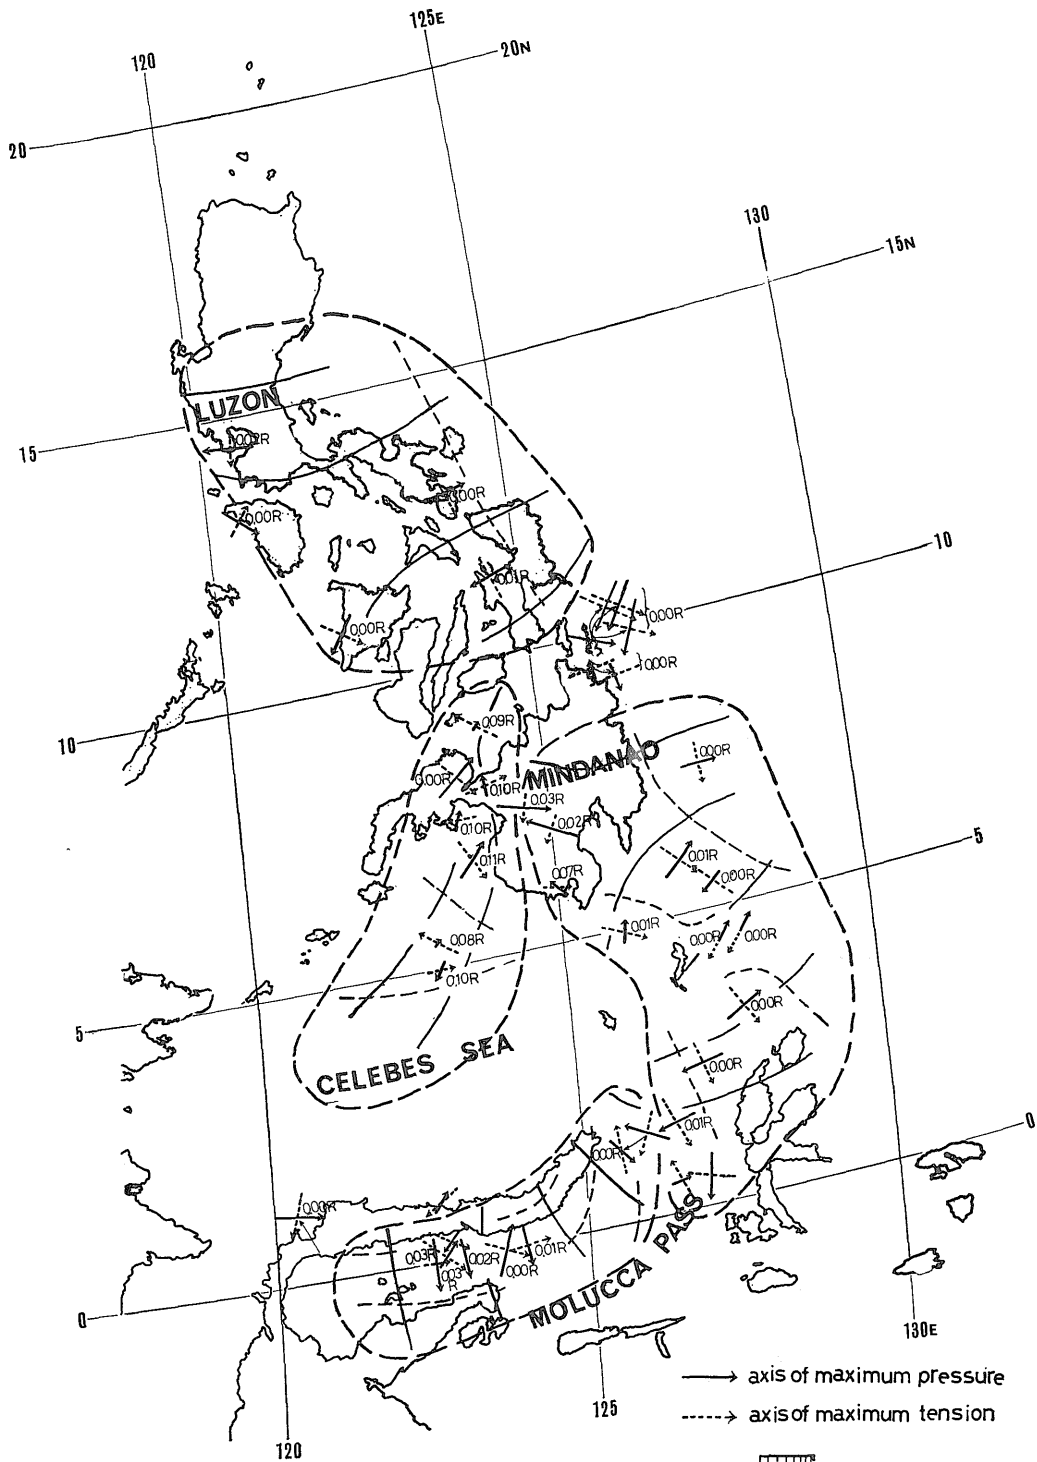 125E
120
20N
20
130
15N
LUZON
15
0.02R
0.00R
0.00R
10
0.01R
0.00R
0.00R
0.00R
10
0.09R
MINDANAO
0.00R
0.00R
0.10R
0.03R
0.02R
0.10R
5
0.11R
0.01R
0.07R
0.00R
0.01R
0.08R
0.00R
0.00R
0.10R
0.00R
5
CELEBES SEA
0.00R
0.01R
0
0.00R
0.00R
MOLUCCA PASS
0.03R
0.02R
0.01R
0.03
R
0.00R
0
130E
axis of maximum pressure
125
axis of maximum tension
120